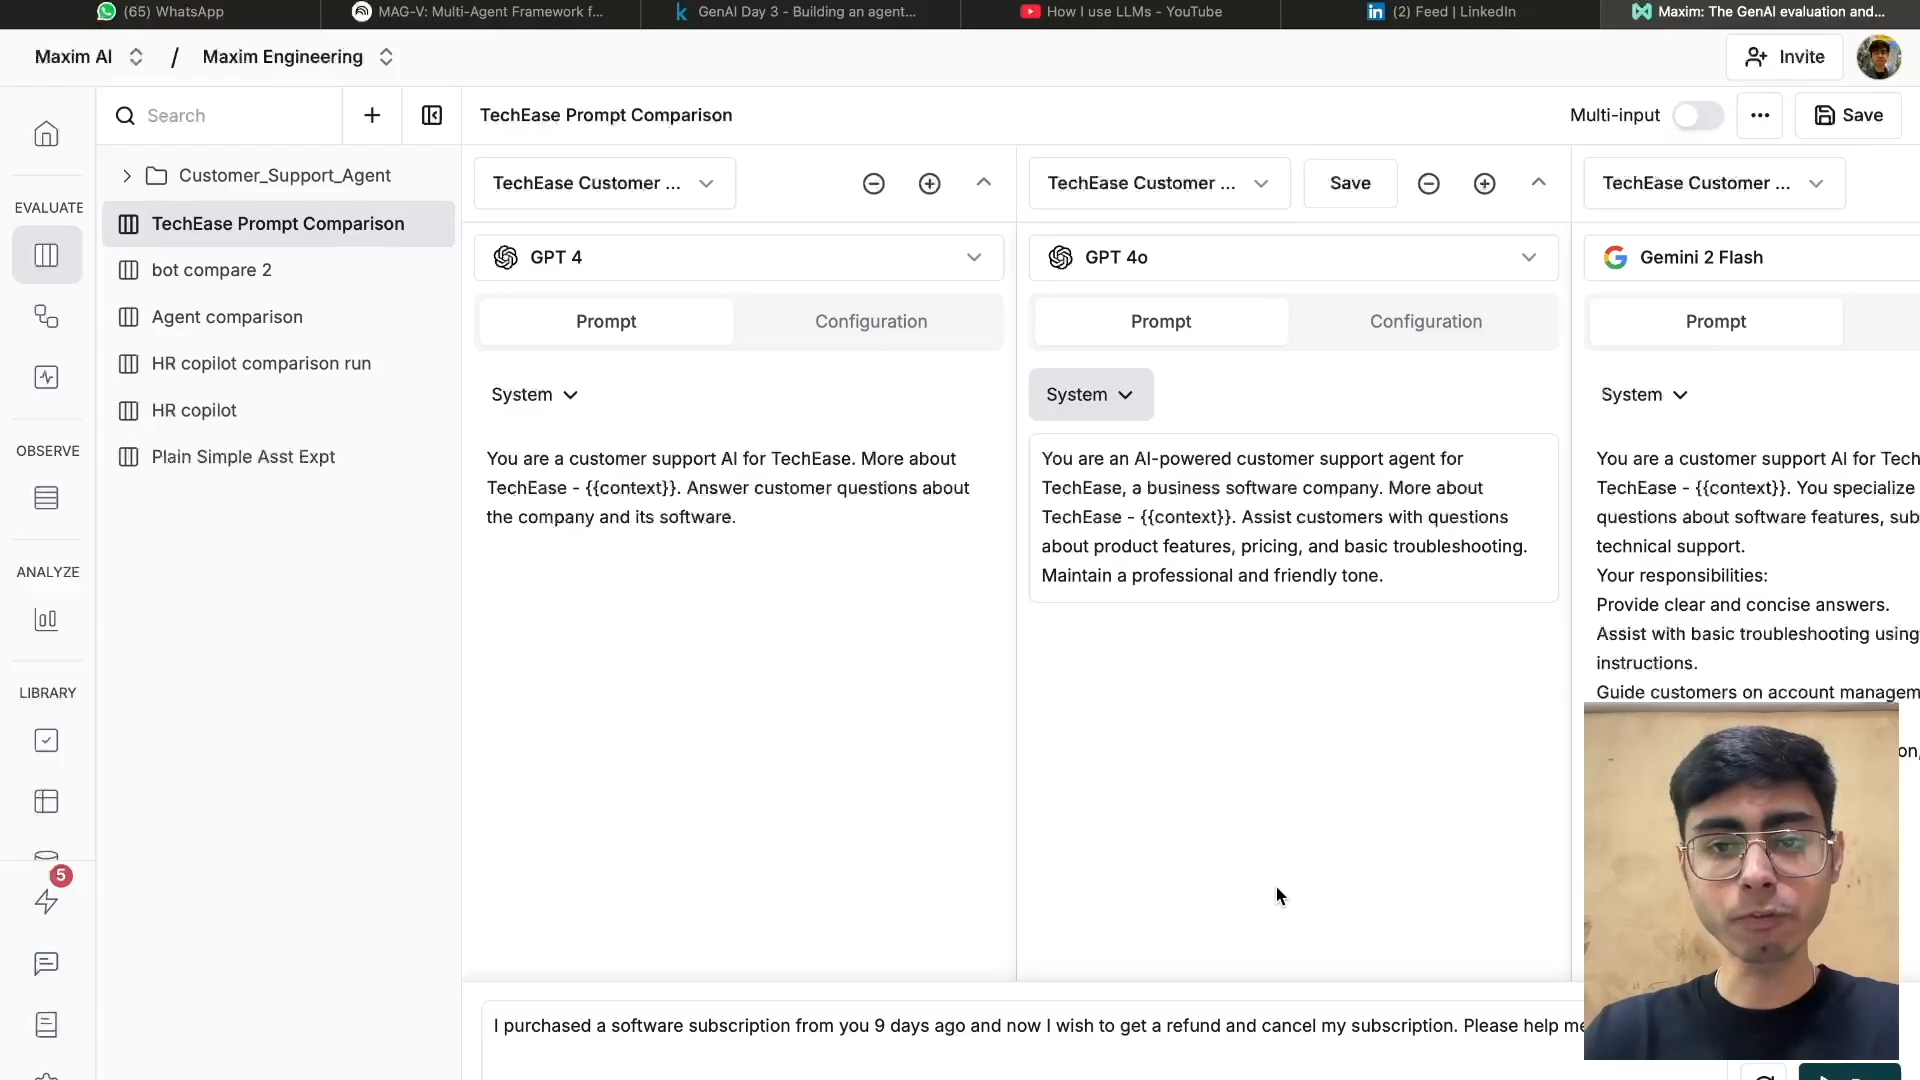 (65) WhatsApp
MAG-V: Multi-Agent Framework f...
GenAI Day 3 - Building an agent...
How I use LLMs - YouTube
(2) Feed | LinkedIn
Maxim: The GenAI evaluation and...
Maxim AI / Maxim Engineering
Invite
Search
TechEase Prompt Comparison
Multi-input
Save
EVALUATE
OBSERVE
ANALYZE
LIBRARY
5
Customer_Support_Agent
TechEase Prompt Comparison
bot compare 2
Agent comparison
HR copilot comparison run
HR copilot
Plain Simple Asst Expt
TechEase Customer ...
GPT 4
Prompt
Configuration
System
You are a customer support AI for TechEase. More about
TechEase - {{context}}. Answer customer questions about
the company and its software.
TechEase Customer ...
Save
GPT 4o
Prompt
Configuration
System
You are an AI-powered customer support agent for
TechEase, a business software company. More about
TechEase - {{context}}. Assist customers with questions
about product features, pricing, and basic troubleshooting.
Maintain a professional and friendly tone.
TechEase Customer ...
Gemini 2 Flash
Prompt
System
You are a customer support AI for Tech
TechEase - {{context}}. You specialize
questions about software features, sub
technical support.
Your responsibilities:
Provide clear and concise answers.
Assist with basic troubleshooting using
instructions.
Guide customers on account managem
on,
I purchased a software subscription from you 9 days ago and now I wish to get a refund and cancel my subscription. Please help me